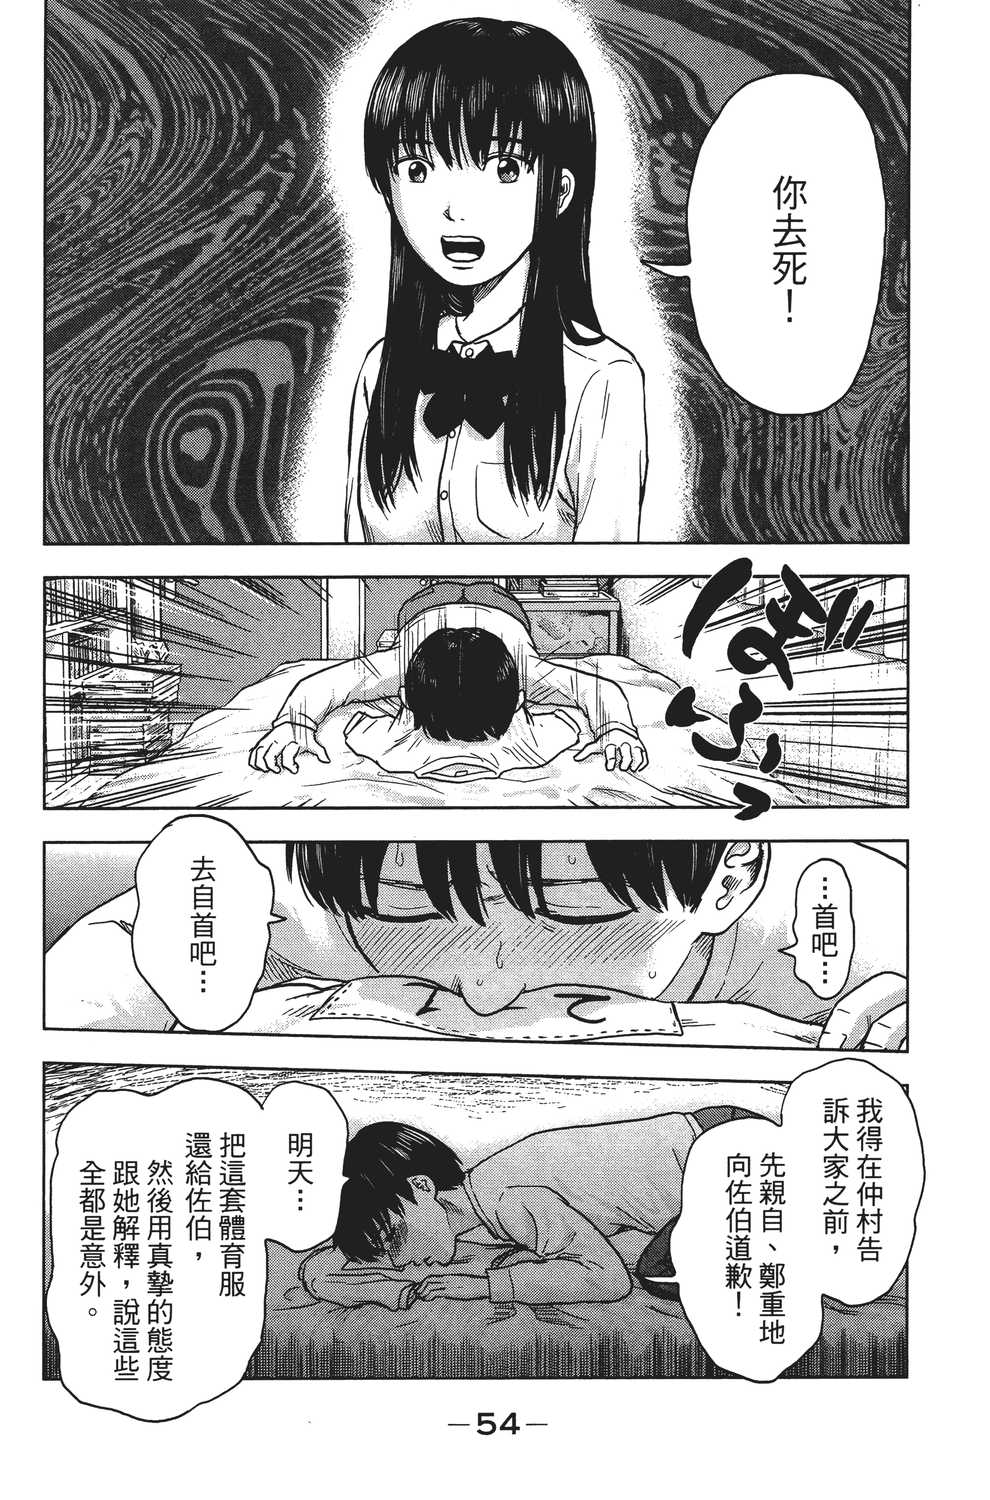 你去死！
ばふっ
…首吧…
去自首吧…
我得在仲村告
訴大家之前，
先親自、鄭重地
向佐伯道歉！
明天…
把這套體育服
還給佐伯，
然後用真摯的態度
跟她解釋，說這些
全都是意外。
－54－